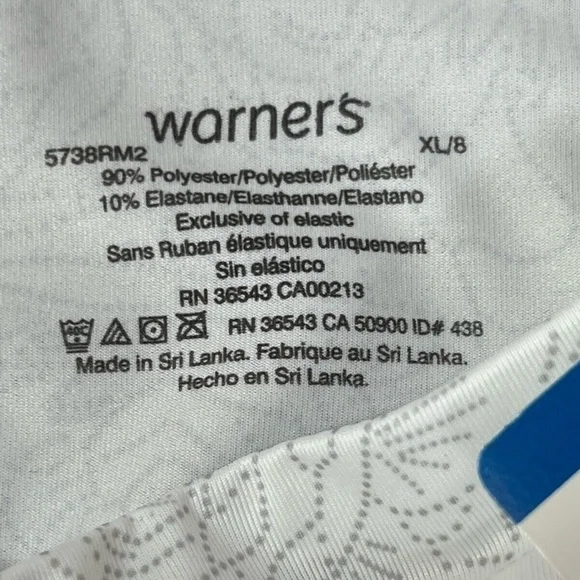 warner's
5738RM2 XL/8
90% Polyester/Polyester/Poliéster
10% Elastane/Elasthanne/Elastano
Exclusive of elastic
Sans Ruban élastique uniquement
Sin elástico
RN 36543 CA00213
40C RN 36543 CA 50900 ID# 438
Made in Sri Lanka. Fabrique au Sri Lanka.
Hecho en Sri Lanka.